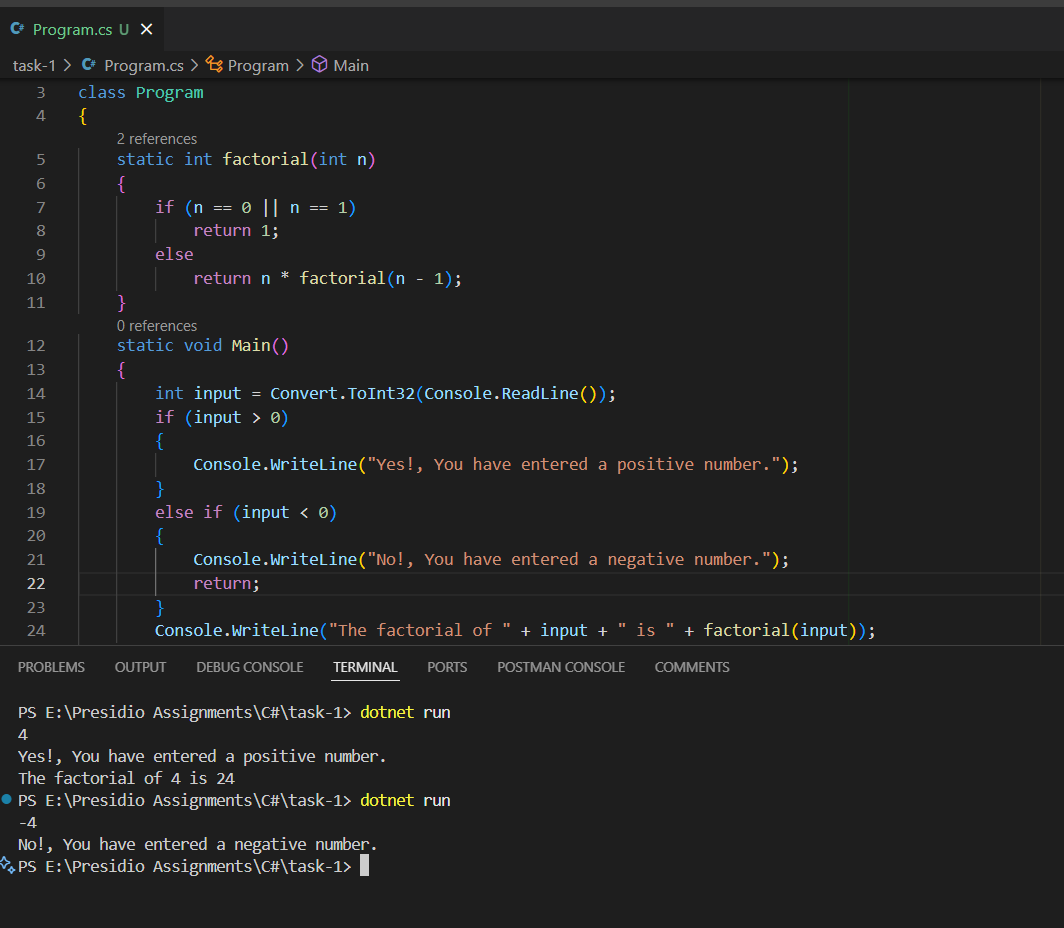 C# Program.cs U ×
task-1 > C# Program.cs > Program > Main
3 class Program
4 {
2 references
5 static int factorial(int n)
6 {
7 if (n == 0 || n == 1)
8 return 1;
9 else
10 return n * factorial(n - 1);
11 }
0 references
12 static void Main()
13 {
14 int input = Convert.ToInt32(Console.ReadLine());
15 if (input > 0)
16 {
17 Console.WriteLine("Yes!, You have entered a positive number.");
18 }
19 else if (input < 0)
20 {
21 Console.WriteLine("No!, You have entered a negative number.");
22 return;
23 }
24 Console.WriteLine("The factorial of " + input + " is " + factorial(input));
PROBLEMS OUTPUT DEBUG CONSOLE TERMINAL PORTS POSTMAN CONSOLE COMMENTS
PS E:\Presidio Assignments\C#\task-1> dotnet run
4
Yes!, You have entered a positive number.
The factorial of 4 is 24
PS E:\Presidio Assignments\C#\task-1> dotnet run
-4
No!, You have entered a negative number.
PS E:\Presidio Assignments\C#\task-1>